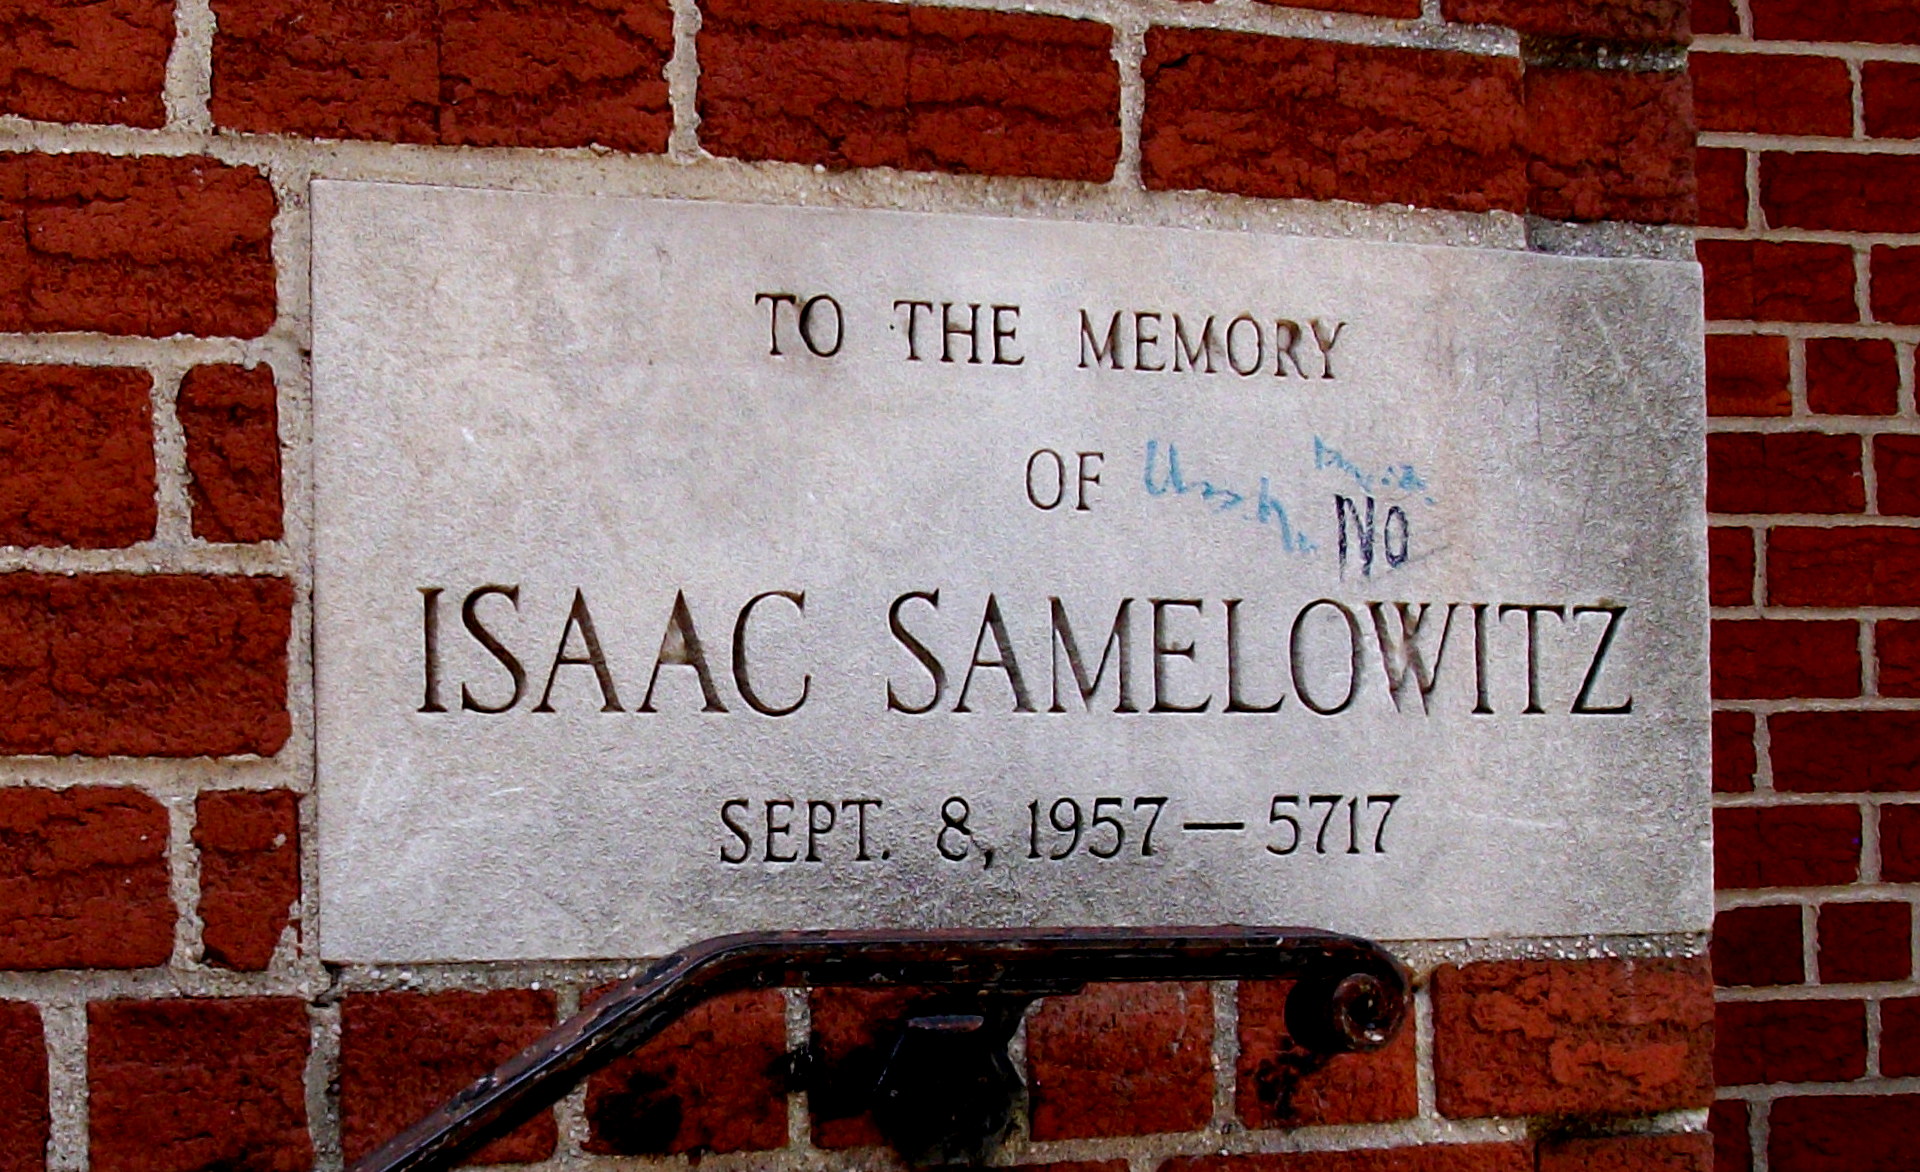 TO THE MEMORY
OF
NO
ISAAC SAMELOWITZ
SEPT. 8, 1957 — 5717